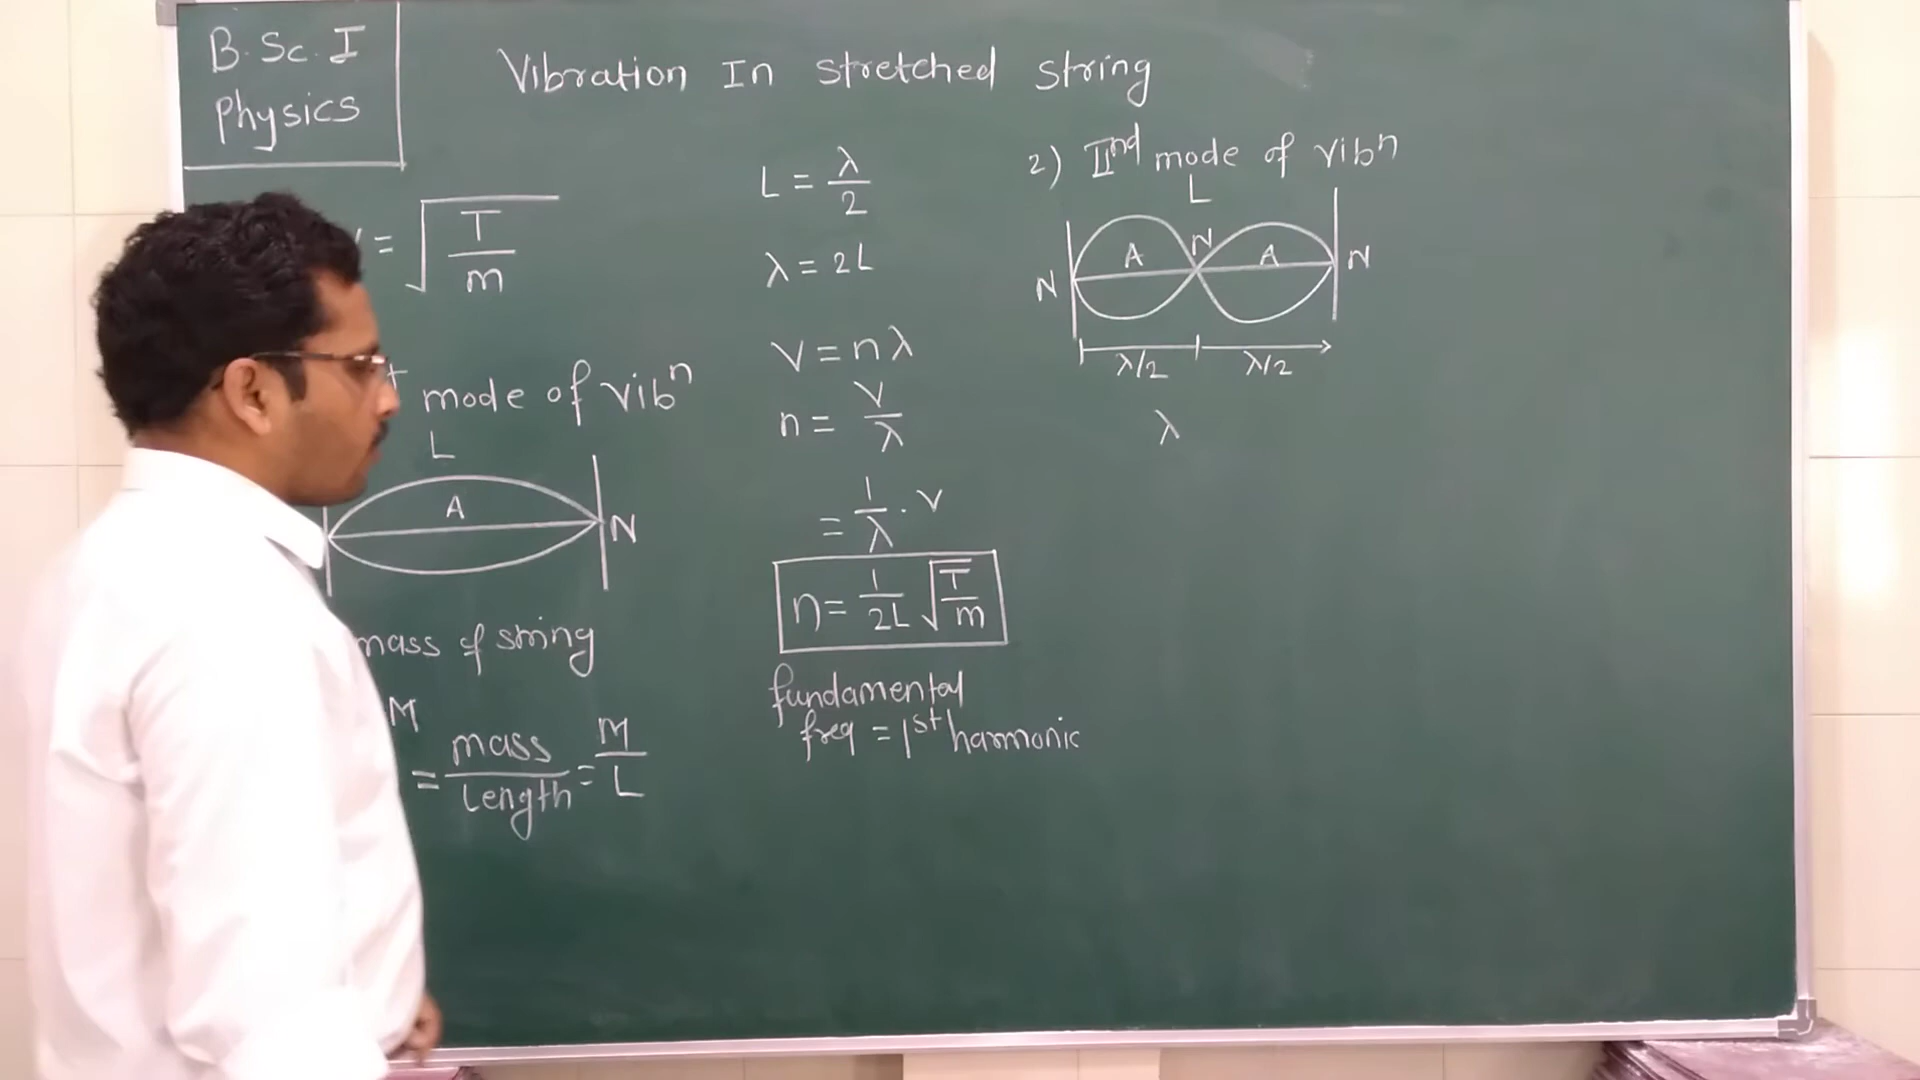 B.Sc.I
Physics
Vibration In stretched string
= √T/m
mode of vibⁿ
L
A
N
mass of string
M
= mass/Length = M/L
L = λ/2
λ = 2L
v = nλ
n = v/λ
= 1/λ . v
n = 1/2L √T/m
fundamental
freq = 1st harmonic
2) IInd mode of vibⁿ
L
N A N A N
λ/2 λ/2
λ